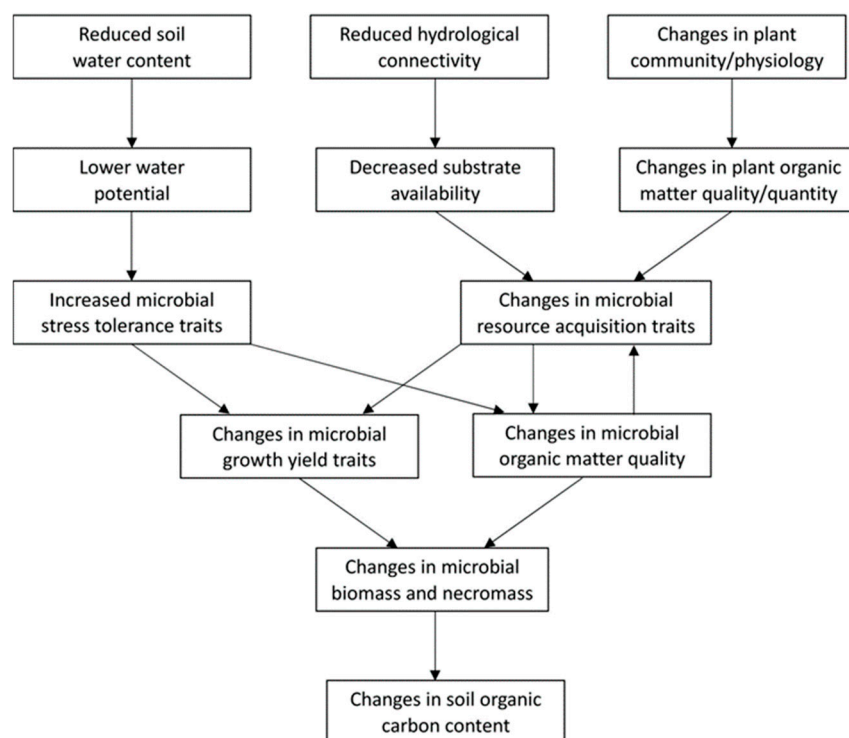 Reduced soil
water content
Reduced hydrological
connectivity
Changes in plant
community/physiology
Lower water
potential
Decreased substrate
availability
Changes in plant organic
matter quality/quantity
Increased microbial
stress tolerance traits
Changes in microbial
resource acquisition traits
Changes in microbial
growth yield traits
Changes in microbial
organic matter quality
Changes in microbial
biomass and necromass
Changes in soil organic
carbon content